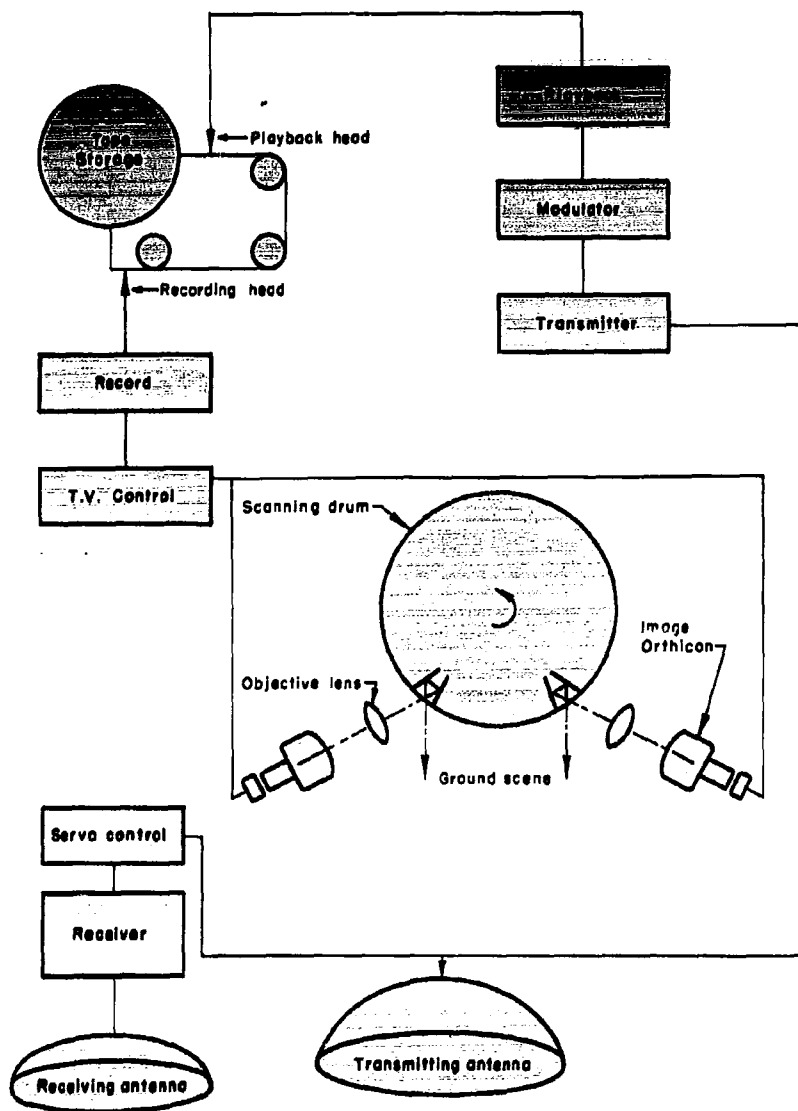 Tape
Storage
Playback head
Playback
Modulator
Recording head
Transmitter
Record
T.V. Control
Scanning drum
Image
Orthicon
Objective lens
Ground scene
Servo control
Receiver
Receiving antenna
Transmitting antenna